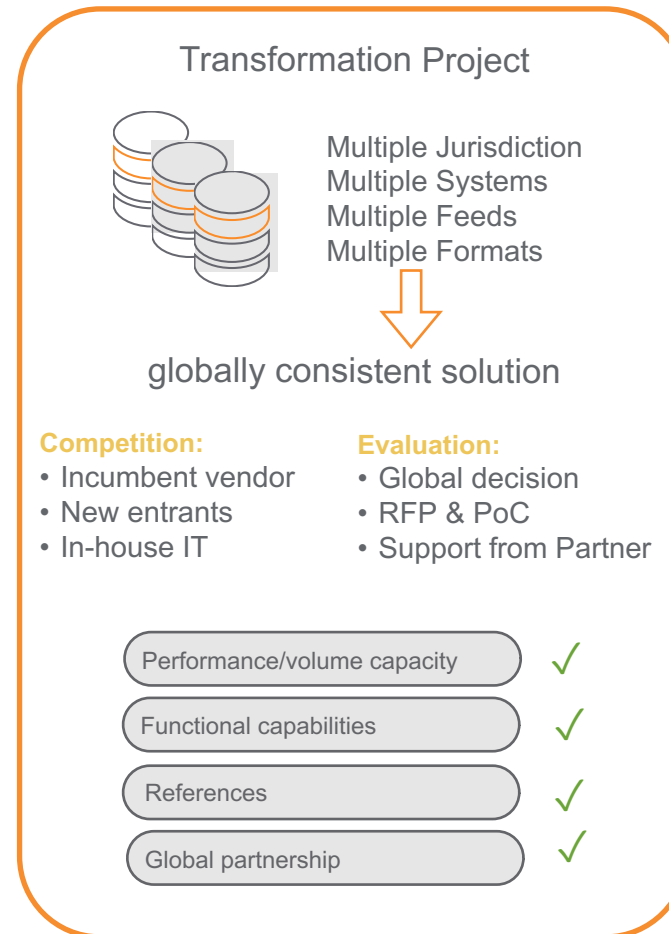 Transformation Project
Multiple Jurisdiction
Multiple Systems
Multiple Feeds
Multiple Formats
globally consistent solution
Competition:
• Incumbent vendor
• New entrants
• In-house IT
Evaluation:
• Global decision
• RFP & PoC
• Support from Partner
Performance/volume capacity
Functional capabilities
References
Global partnership